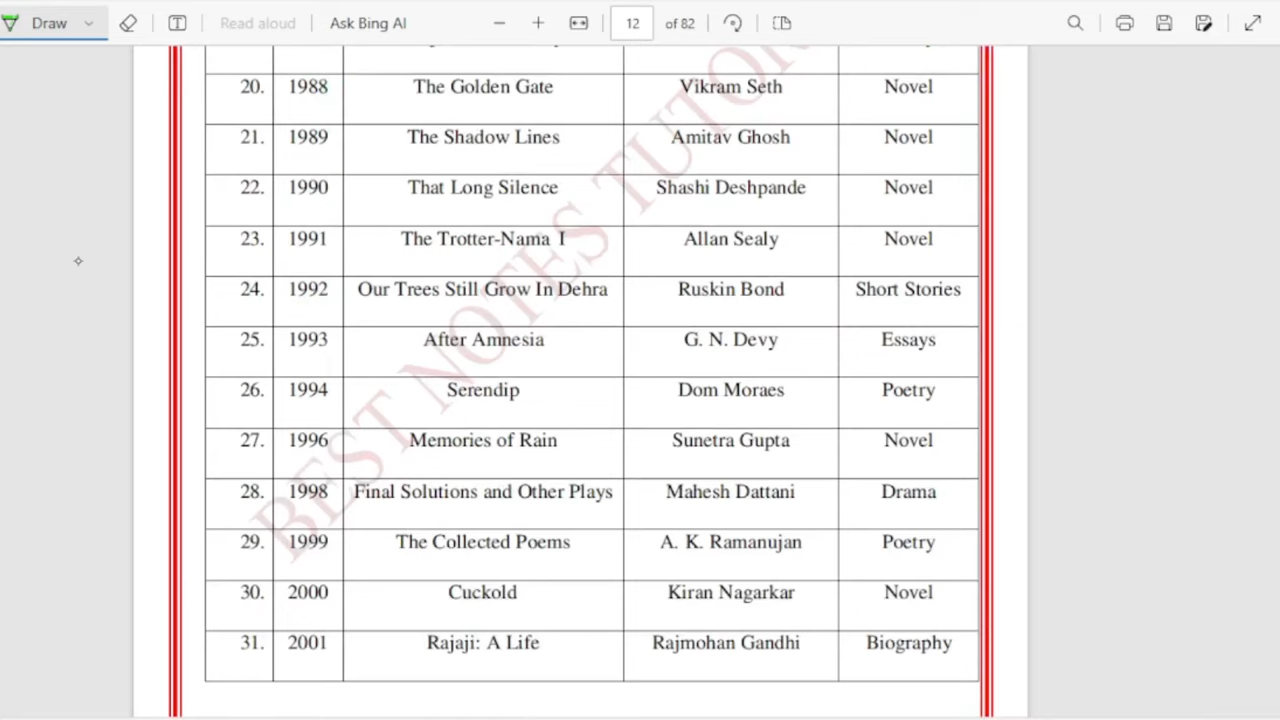 Draw
Read aloud
Ask Bing AI
12 of 82
20. 1988 The Golden Gate Vikram Seth Novel
21. 1989 The Shadow Lines Amitav Ghosh Novel
22. 1990 That Long Silence Shashi Deshpande Novel
23. 1991 The Trotter-Nama I Allan Sealy Novel
24. 1992 Our Trees Still Grow In Dehra Ruskin Bond Short Stories
25. 1993 After Amnesia G. N. Devy Essays
26. 1994 Serendip Dom Moraes Poetry
27. 1996 Memories of Rain Sunetra Gupta Novel
28. 1998 Final Solutions and Other Plays Mahesh Dattani Drama
29. 1999 The Collected Poems A. K. Ramanujan Poetry
30. 2000 Cuckold Kiran Nagarkar Novel
31. 2001 Rajaji: A Life Rajmohan Gandhi Biography
BEST NOTES TUTOR